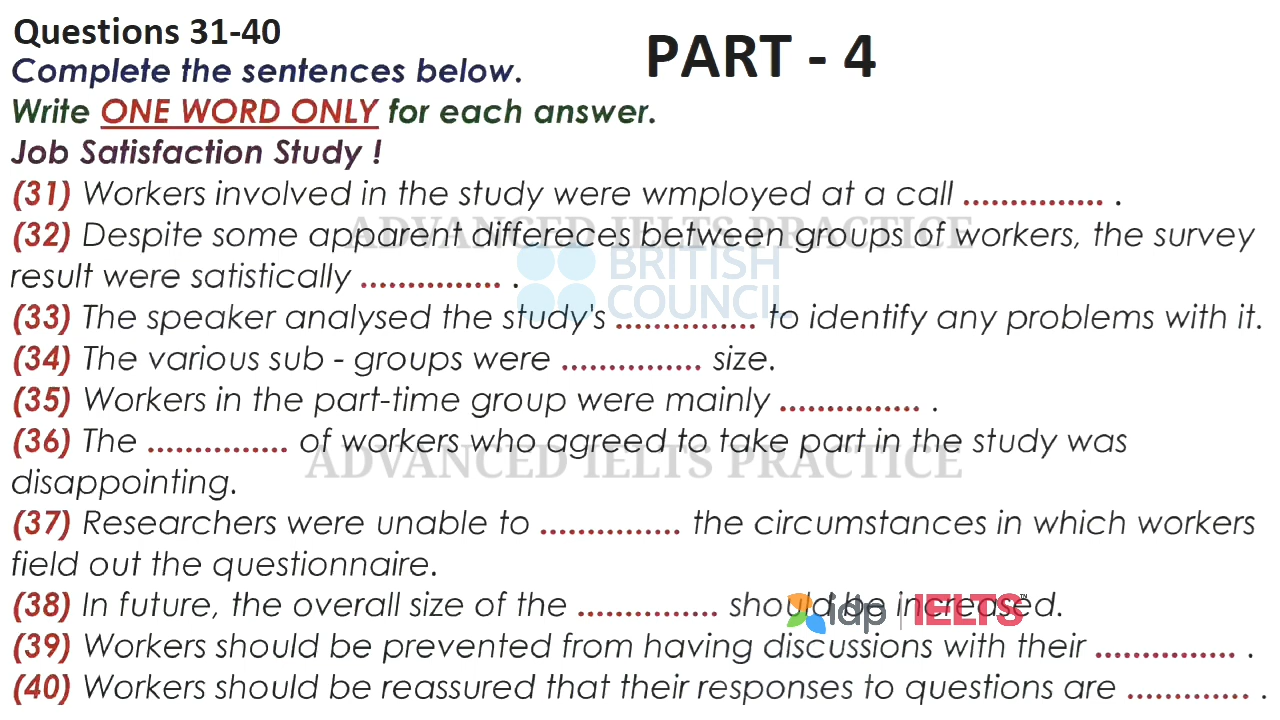 Questions 31-40
PART - 4
Complete the sentences below.
Write ONE WORD ONLY for each answer.
Job Satisfaction Study !
(31) Workers involved in the study were wmployed at a call ............... .
ADVANCED IELTS PRACTICE
(32) Despite some apparent differeces between groups of workers, the survey
result were satistically ............... .
BRITISH
COUNCIL
(33) The speaker analysed the study's ............... to identify any problems with it.
(34) The various sub - groups were ............... size.
(35) Workers in the part-time group were mainly ............... .
(36) The ............... of workers who agreed to take part in the study was
ADVANCED IELTS PRACTICE
disappointing.
(37) Researchers were unable to ............... the circumstances in which workers
field out the questionnaire.
(38) In future, the overall size of the ............... should be increased.
idp | IELTS™
(39) Workers should be prevented from having discussions with their ............... .
(40) Workers should be reassured that their responses to questions are ............. .